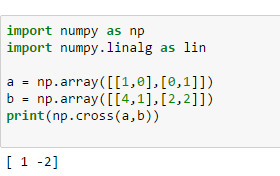 import numpy as np
import numpy.linalg as lin
a = np.array([[1,0],[0,1]])
b = np.array([[4,1],[2,2]])
print(np.cross(a,b))
[ 1 -2]